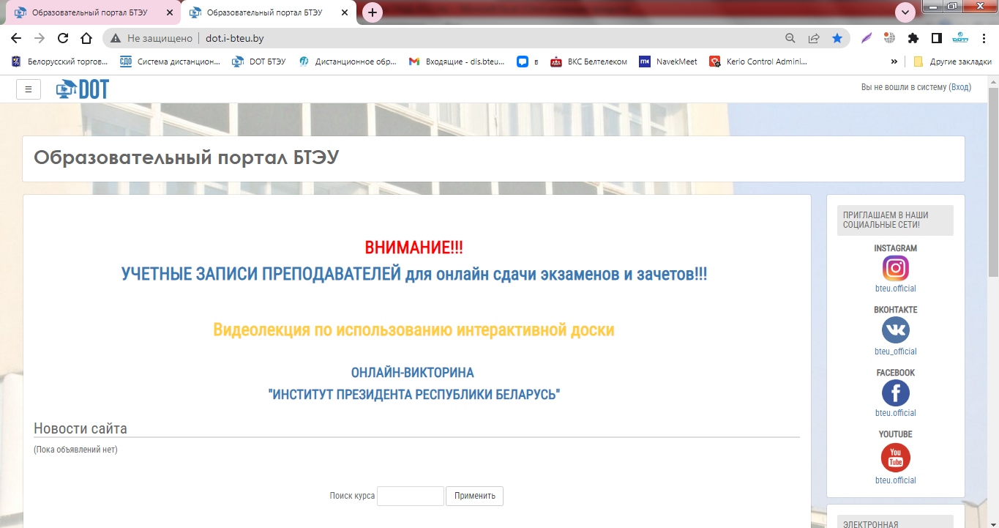 Образовательный портал БТЭУ
Образовательный портал БТЭУ
Не защищено
dot.i-bteu.by
Белорусский торгов...
СДО
Система дистанцион...
DOT БТЭУ
Дистанционное обр...
Входящие - dis.bteu...
в
ВКС Белтелеком
NavekMeet
Kerio Control Admini...
»
Другие закладки
DOT
Вы не вошли в систему (Вход)
Образовательный портал БТЭУ
ВНИМАНИЕ!!!
УЧЕТНЫЕ ЗАПИСИ ПРЕПОДАВАТЕЛЕЙ для онлайн сдачи экзаменов и зачетов!!!
Видеолекция по использованию интерактивной доски
ОНЛАЙН-ВИКТОРИНА
"ИНСТИТУТ ПРЕЗИДЕНТА РЕСПУБЛИКИ БЕЛАРУСЬ"
Новости сайта
(Пока объявлений нет)
Поиск курса
Применить
ПРИГЛАШАЕМ В НАШИ
СОЦИАЛЬНЫЕ СЕТИ!
INSTAGRAM
bteu.official
ВКОНТАКТЕ
bteu_official
FACEBOOK
bteu.official
YOUTUBE
You
Tube
bteu.official
ЭЛЕКТРОННАЯ